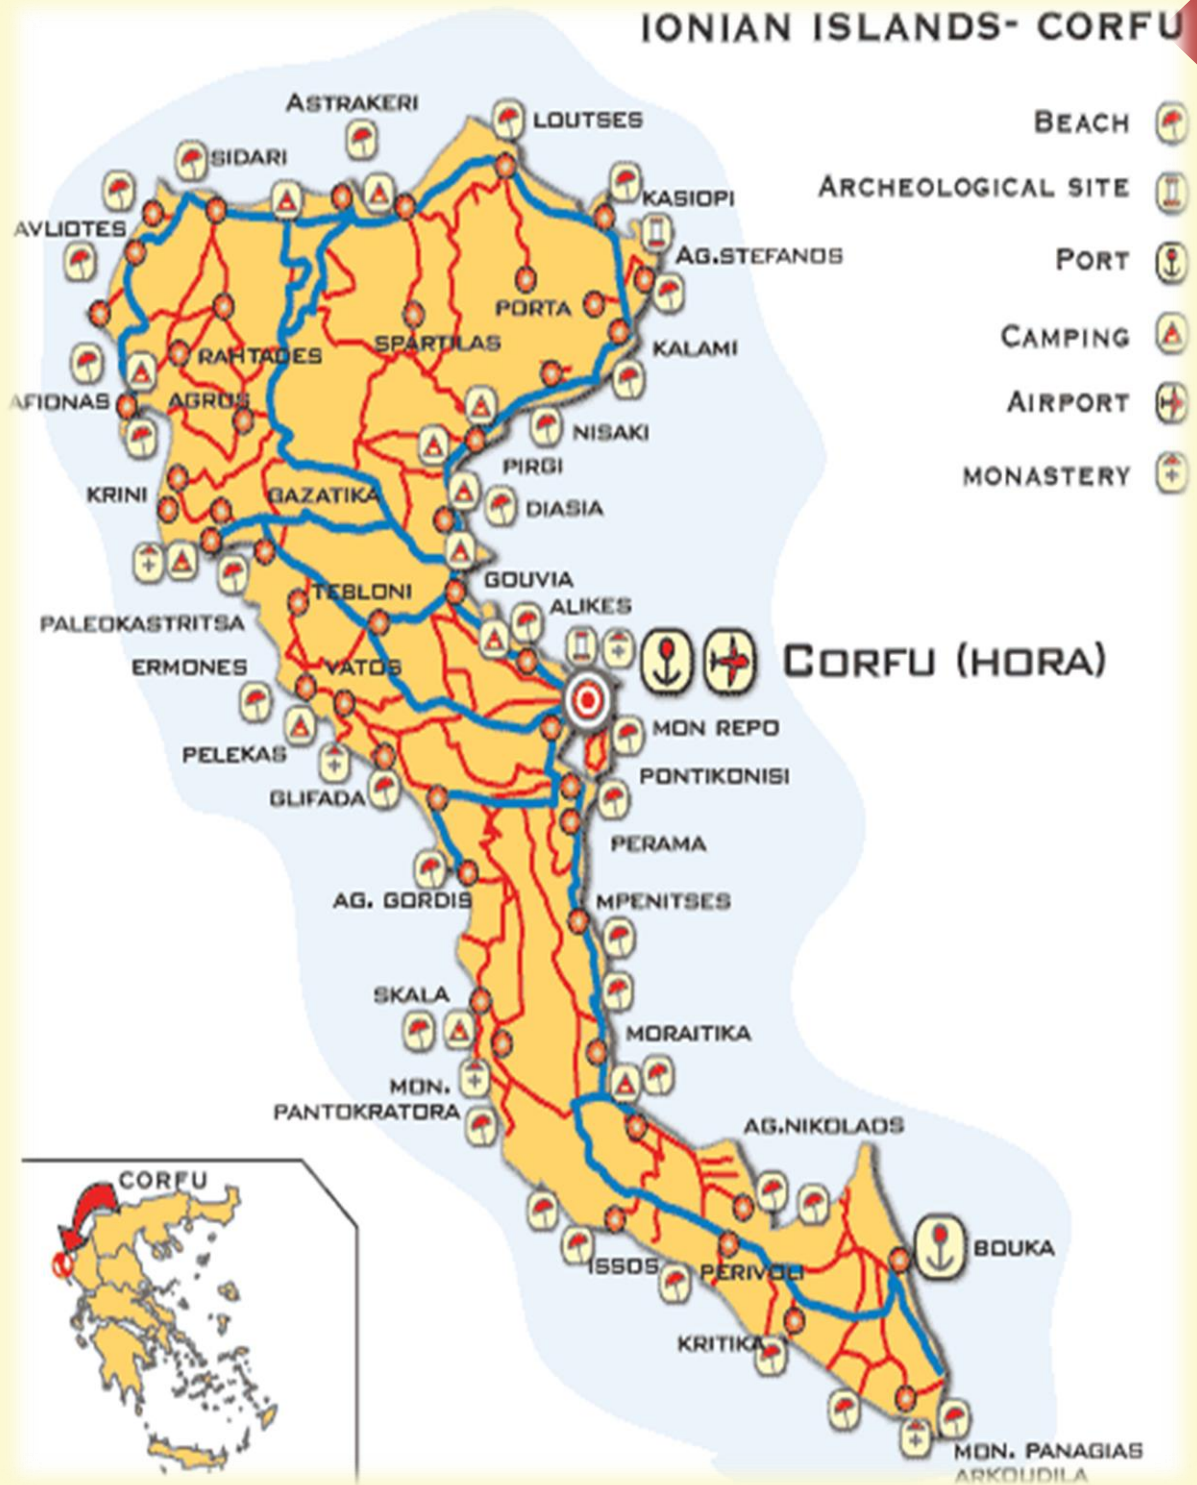 IONIAN ISLANDS- CORFU
BEACH
ARCHEOLOGICAL SITE
PORT
CAMPING
AIRPORT
MONASTERY
ASTRAKERI
LOUTSES
SIDARI
KASIOPI
AVLIOTES
AG.STEFANOS
PORTA
SPARTILAS
KALAMI
RAHTADES
AFIONAS
AGRUS
NISAKI
PIRGI
KRINI
GAZATIKA
DIASIA
GOUVIA
TEBLONI
ALIKES
PALEOKASTRITSA
ERMONES
VATOS
CORFU (HORA)
MON REPO
PELEKAS
PONTIKONISI
GLIFADA
PERAMA
AG. GORDIS
MPENITSES
SKALA
MORAITIKA
MON.
PANTOKRATORA
AG.NIKOLAOS
CORFU
BOUKA
ISSOS
PERIVOLI
KRITIKA
MON. PANAGIAS
ARKOUDILA